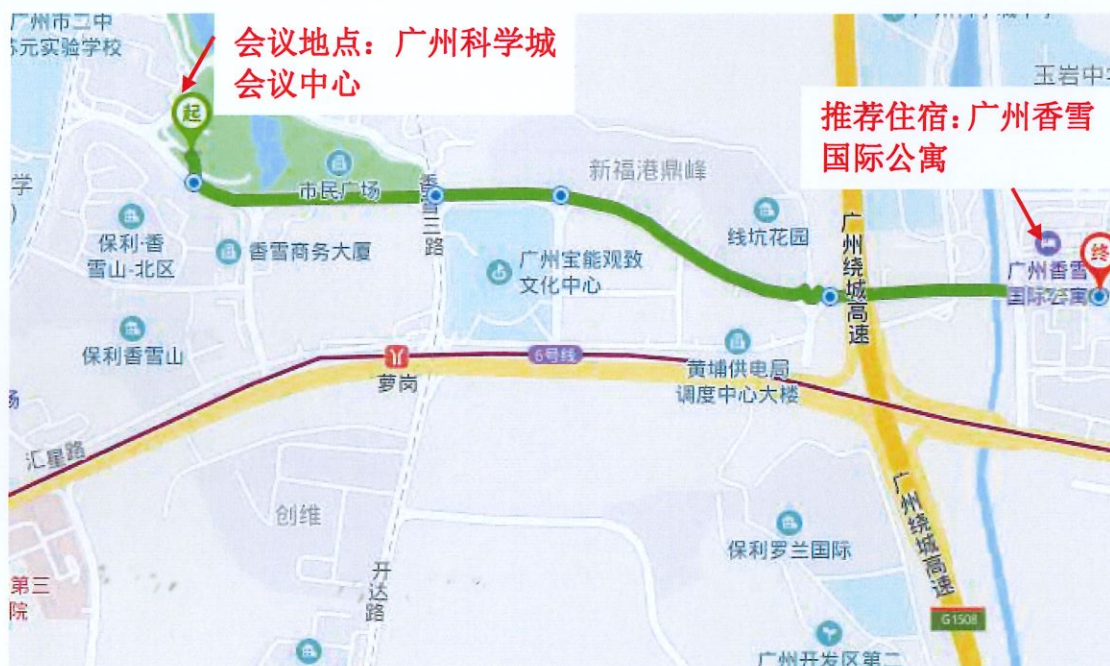 广州市二中
苏元实验学校
会议地点：广州科学城
会议中心
起
玉岩中学
推荐住宿：广州香雪
国际公寓
新福港鼎峰
市民广场
香雪三路
学
线坑花园
保利·香
雪山-北区
香雪商务大厦
广州宝能观致
文化中心
广州绕城高速
终
广州香雪
国际公寓
保利香雪山
6号线
萝岗
黄埔供电局
调度中心大楼
汇星路
创维
广州绕城高速
保利罗兰国际
第三
院
开达路
G1508
广州开发区第二